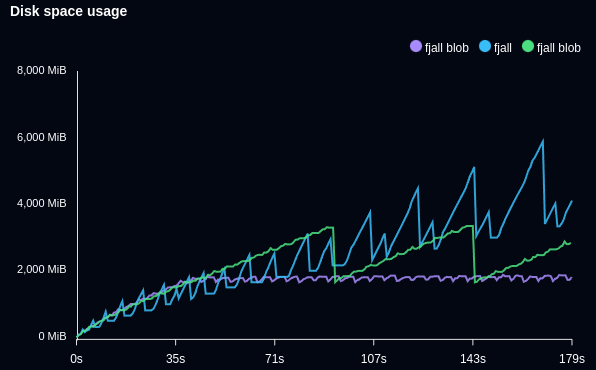 Disk space usage
fjall blob fjall fjall blob
8,000 MiB
6,000 MiB
4,000 MiB
2,000 MiB
0 MiB
0s 35s 71s 107s 143s 179s